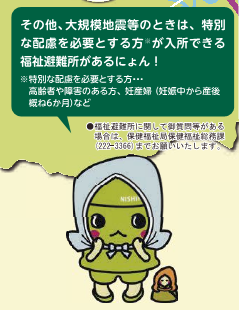 その他、大規模地震等のときは、特別
な配慮を必要とする方※が入所できる
福祉避難所があるにょん！
※特別な配慮を必要とする方･･･
高齢者や障害のある方、妊産婦（妊娠中から産後
概ね6か月）など
●福祉避難所に関して御質問等がある
場合は、保健福祉局保健福祉総務課
（222-3366）までお願いいたします。
NISHI